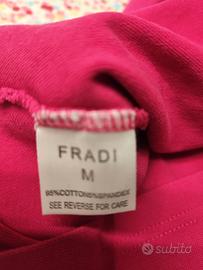 FRADI
M
95%COTTON5%SPANDEX
SEE REVERSE FOR CARE
subito